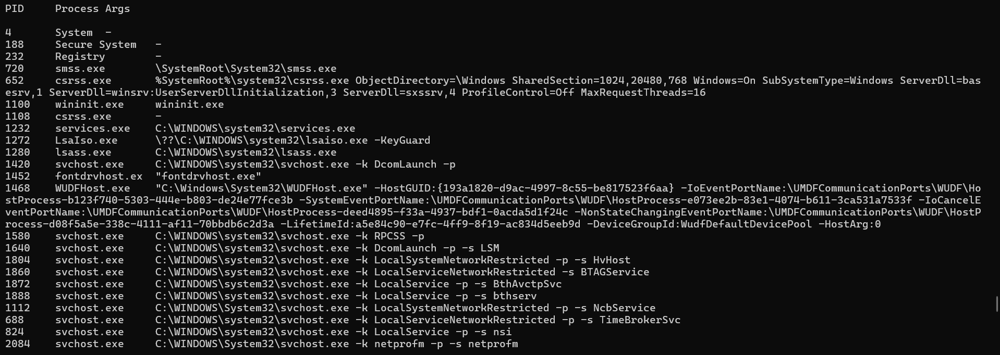 PID     Process Args

4       System  -
188     Secure System   -
232     Registry        -
720     smss.exe        \SystemRoot\System32\smss.exe
652     csrss.exe       %SystemRoot%\system32\csrss.exe ObjectDirectory=\Windows SharedSection=1024,20480,768 Windows=On SubSystemType=Windows ServerDll=bas
esrv,1 ServerDll=winsrv:UserServerDllInitialization,3 ServerDll=sxssrv,4 ProfileControl=Off MaxRequestThreads=16
1100    wininit.exe     wininit.exe
1108    csrss.exe       -
1232    services.exe    C:\WINDOWS\system32\services.exe
1272    LsaIso.exe      \??\C:\WINDOWS\system32\lsaiso.exe -KeyGuard
1280    lsass.exe       C:\WINDOWS\system32\lsass.exe
1420    svchost.exe     C:\WINDOWS\system32\svchost.exe -k DcomLaunch -p
1452    fontdrvhost.ex  "fontdrvhost.exe"
1468    WUDFHost.exe    "C:\Windows\System32\WUDFHost.exe" -HostGUID:{193a1820-d9ac-4997-8c55-be817523f6aa} -IoEventPortName:\UMDFCommunicationPorts\WUDF\Ho
stProcess-b123f740-5303-444e-b803-de24e77fce3b -SystemEventPortName:\UMDFCommunicationPorts\WUDF\HostProcess-e073ee2b-83e1-4074-b611-3ca531a7533f -IoCancelE
ventPortName:\UMDFCommunicationPorts\WUDF\HostProcess-deed4895-f33a-4937-bdf1-0acda5d1f24c -NonStateChangingEventPortName:\UMDFCommunicationPorts\WUDF\HostP
rocess-d08f5a5e-338c-4111-af11-70bbdb6c2d3a -LifetimeId:a5e84c90-e7fc-4ff9-8f19-ac834d5eeb9d -DeviceGroupId:WudfDefaultDevicePool -HostArg:0
1580    svchost.exe     C:\WINDOWS\system32\svchost.exe -k RPCSS -p
1640    svchost.exe     C:\WINDOWS\system32\svchost.exe -k DcomLaunch -p -s LSM
1804    svchost.exe     C:\WINDOWS\system32\svchost.exe -k LocalSystemNetworkRestricted -p -s HvHost
1860    svchost.exe     C:\WINDOWS\system32\svchost.exe -k LocalServiceNetworkRestricted -s BTAGService
1872    svchost.exe     C:\WINDOWS\system32\svchost.exe -k LocalService -p -s BthAvctpSvc
1888    svchost.exe     C:\WINDOWS\system32\svchost.exe -k LocalService -p -s bthserv
1112    svchost.exe     C:\WINDOWS\System32\svchost.exe -k LocalSystemNetworkRestricted -p -s NcbService
688     svchost.exe     C:\WINDOWS\system32\svchost.exe -k LocalServiceNetworkRestricted -p -s TimeBrokerSvc
824     svchost.exe     C:\WINDOWS\system32\svchost.exe -k LocalService -p -s nsi
2084    svchost.exe     C:\WINDOWS\System32\svchost.exe -k netprofm -p -s netprofm